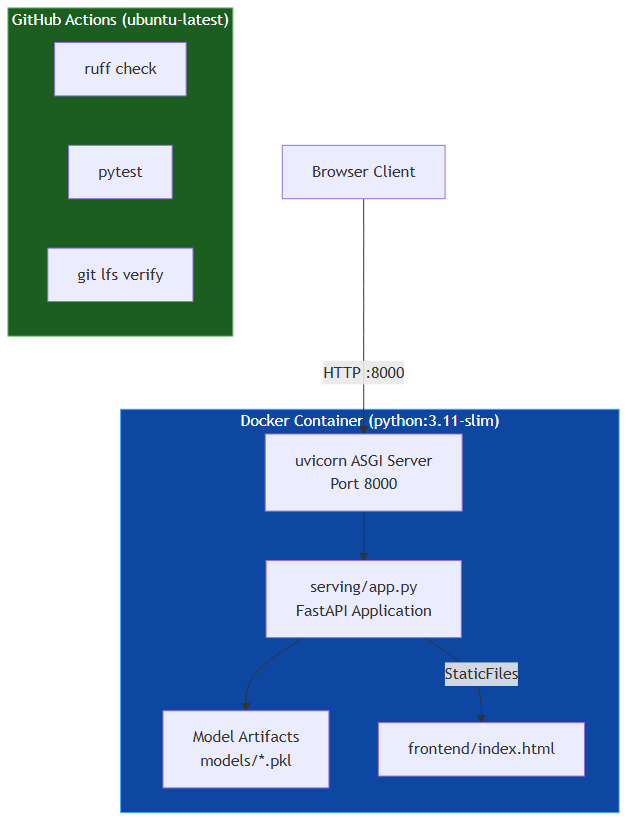 GitHub Actions (ubuntu-latest)
ruff check
pytest
git lfs verify
Browser Client
HTTP :8000
Docker Container (python:3.11-slim)
uvicorn ASGI Server
Port 8000
serving/app.py
FastAPI Application
StaticFiles
Model Artifacts
models/*.pkl
frontend/index.html